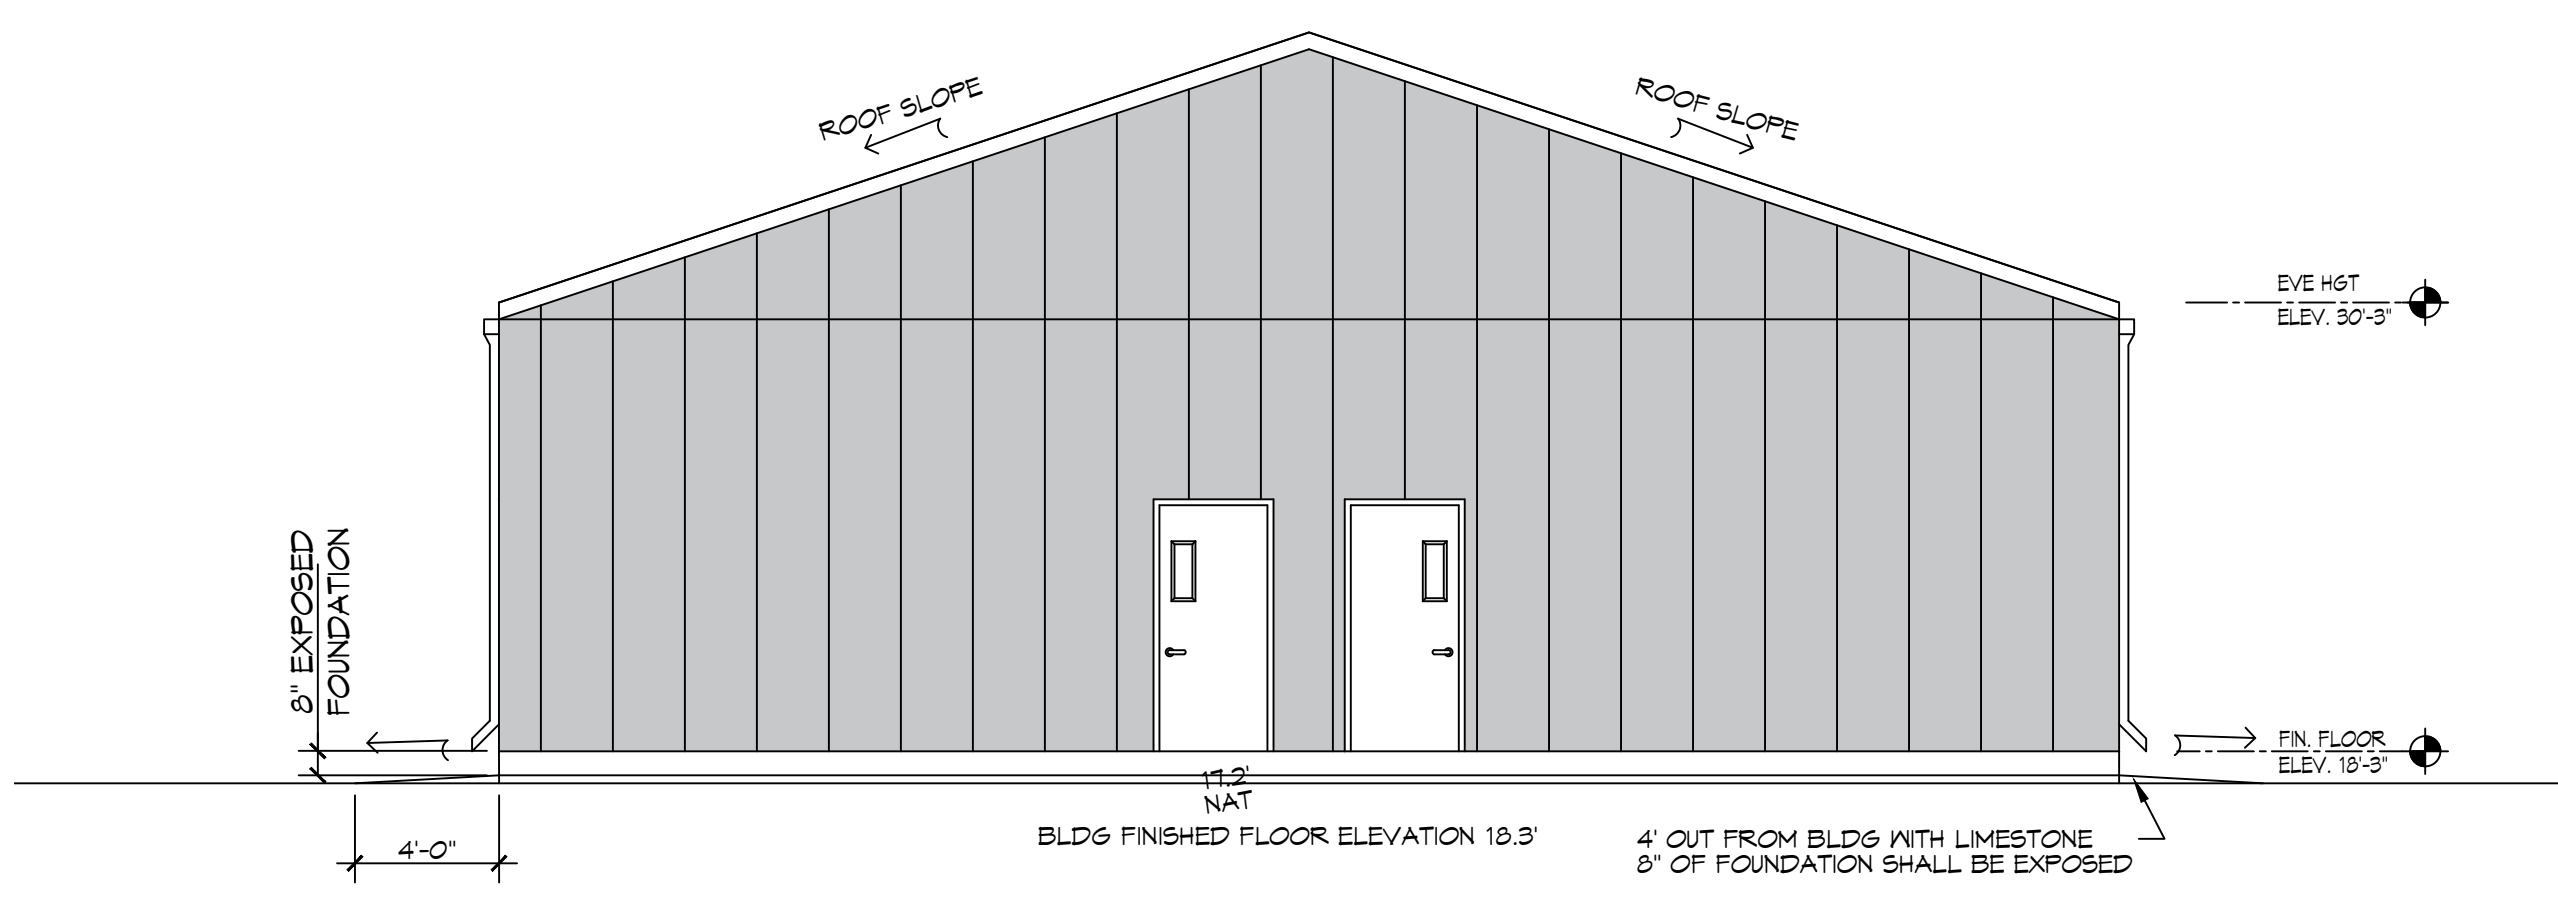 ROOF SLOPE
ROOF SLOPE
EVE HGT
ELEV. 30'-3"
8" EXPOSED
FOUNDATION
FIN. FLOOR
ELEV. 18'-3"
17.2'
NAT
BLDG FINISHED FLOOR ELEVATION 18.3'
4' OUT FROM BLDG WITH LIMESTONE
8" OF FOUNDATION SHALL BE EXPOSED
4'-0"